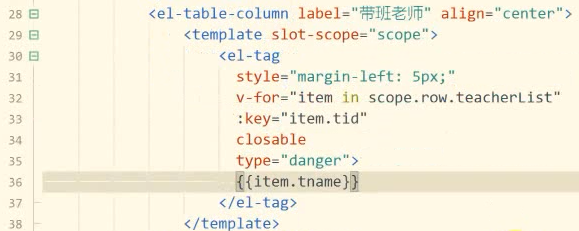 28 <el-table-column label="带班老师" align="center">
29 <template slot-scope="scope">
30 <el-tag
31 style="margin-left: 5px;"
32 v-for="item in scope.row.teacherList"
33 :key="item.tid"
34 closable
35 type="danger">
36 {{item.tname}}
37 </el-tag>
38 </template>